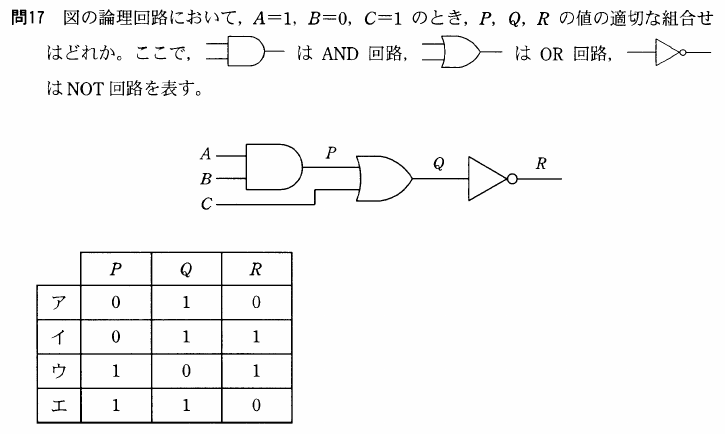 問17 図の論理回路において，A＝1，B＝0，C＝1 のとき，P，Q，R の値の適切な組合せ
はどれか。ここで， は AND 回路， は OR 回路，
は NOT 回路を表す。
A
P
B
Q
R
C
P Q R
ア 0 1 0
イ 0 1 1
ウ 1 0 1
エ 1 1 0